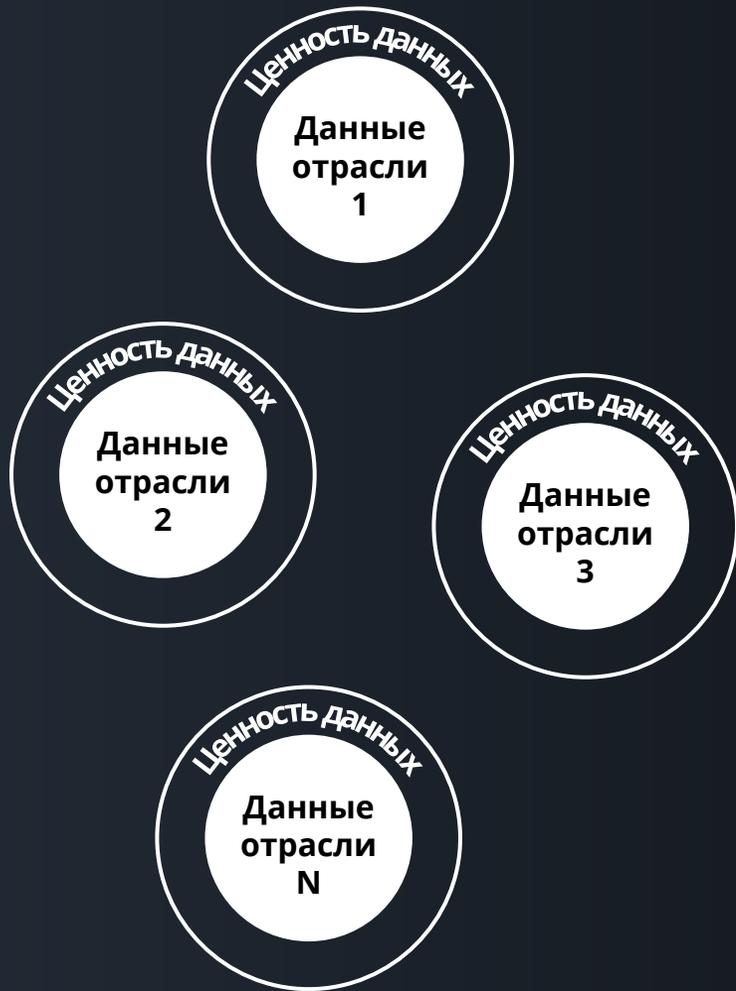 Ценность данных
Данные
отрасли
1
Ценность данных
Данные
отрасли
2
Ценность данных
Данные
отрасли
3
Ценность данных
Данные
отрасли
N